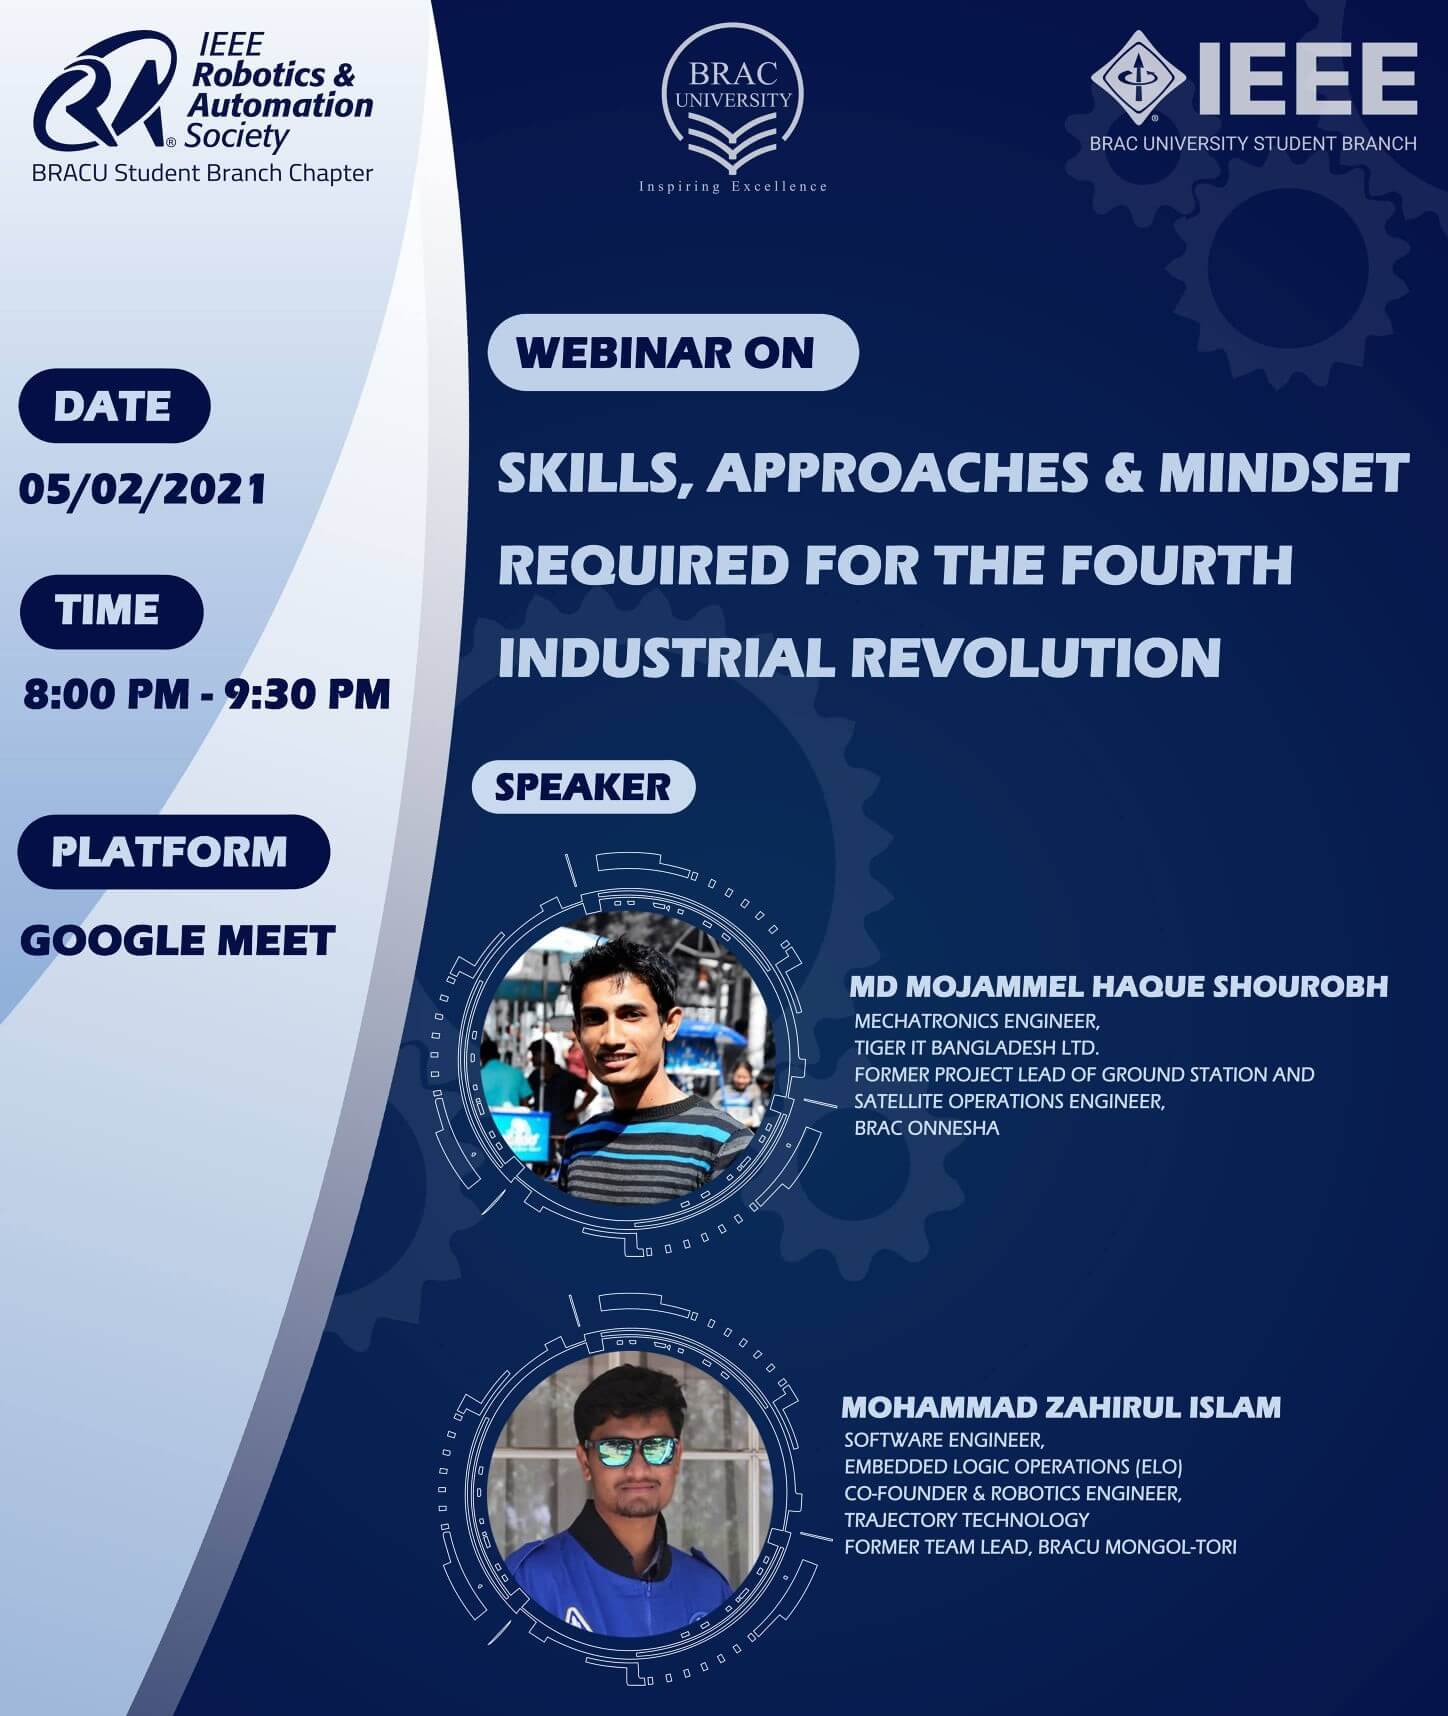 IEEE
Robotics &
Automation
Society
BRACU Student Branch Chapter
BRAC
UNIVERSITY
Inspiring Excellence
IEEE
BRAC UNIVERSITY STUDENT BRANCH
DATE
05/02/2021
TIME
8:00 PM - 9:30 PM
PLATFORM
GOOGLE MEET
WEBINAR ON
SKILLS, APPROACHES & MINDSET
REQUIRED FOR THE FOURTH
INDUSTRIAL REVOLUTION
SPEAKER
MD MOJAMMEL HAQUE SHOUROBH
MECHATRONICS ENGINEER,
TIGER IT BANGLADESH LTD.
FORMER PROJECT LEAD OF GROUND STATION AND
SATELLITE OPERATIONS ENGINEER,
BRAC ONNESHA
MOHAMMAD ZAHIRUL ISLAM
SOFTWARE ENGINEER,
EMBEDDED LOGIC OPERATIONS (ELO)
CO-FOUNDER & ROBOTICS ENGINEER,
TRAJECTORY TECHNOLOGY
FORMER TEAM LEAD, BRACU MONGOL-TORI